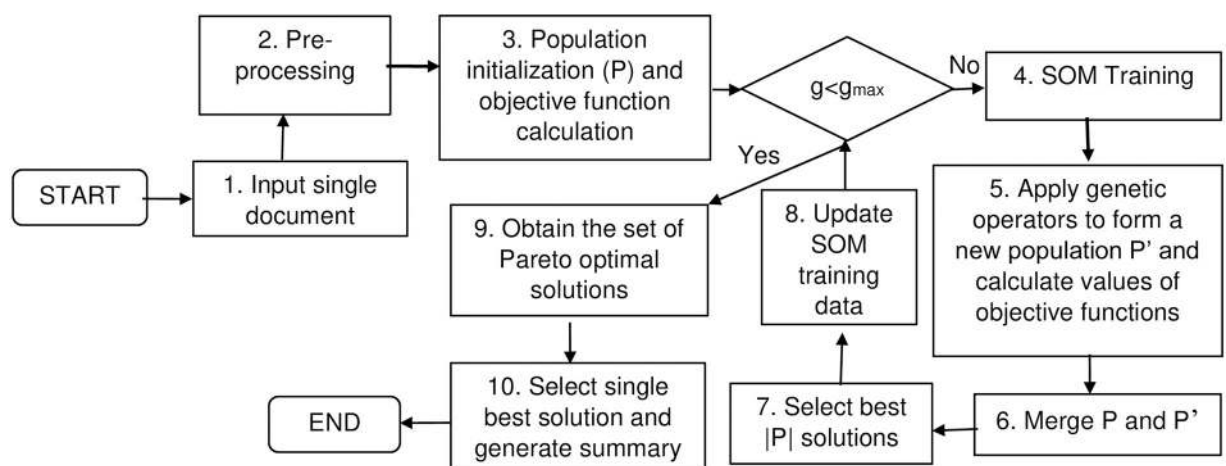 START
1. Input single
document
2. Pre-
processing
3. Population
initialization (P) and
objective function
calculation
g<gmax
No
Yes
4. SOM Training
5. Apply genetic
operators to form a
new population P’ and
calculate values of
objective functions
6. Merge P and P’
7. Select best
|P| solutions
8. Update
SOM
training
data
9. Obtain the set of
Pareto optimal
solutions
10. Select single
best solution and
generate summary
END